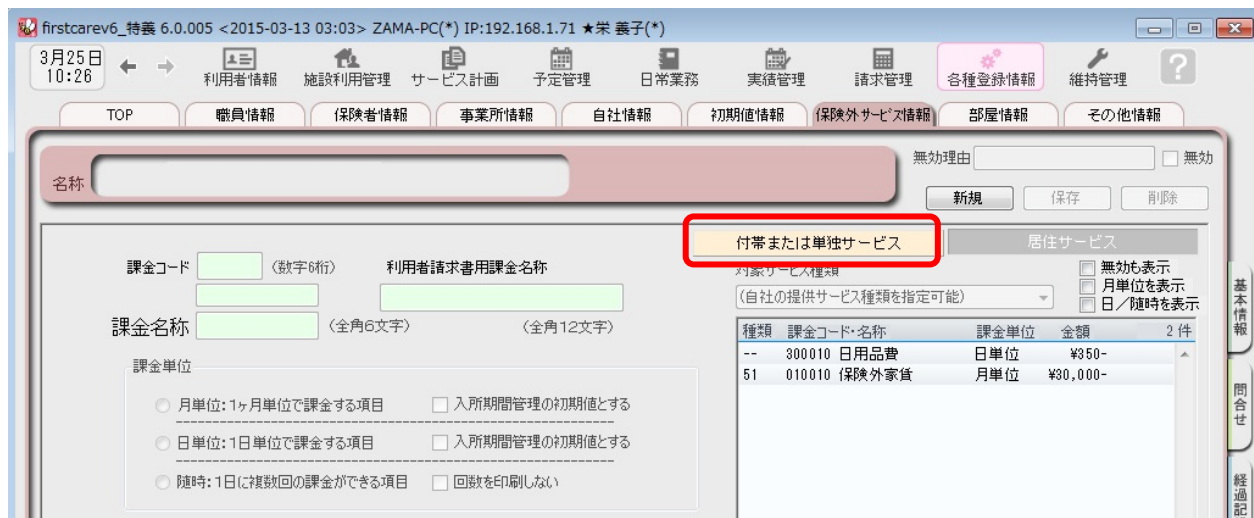 firstcarev6_特養 6.0.005 <2015-03-13 03:03> ZAMA-PC(*) IP:192.168.1.71 ★栄 義子(*)
3月25日
10:26
利用者情報 施設利用管理 サービス計画 予定管理 日常業務 実績管理 請求管理 各種登録情報 維持管理 ?
TOP 職員情報 保険者情報 事業所情報 自社情報 初期値情報 保険外サービス情報 部屋情報 その他情報
無効理由 無効
名称
新規 保存 削除
付帯または単独サービス 居住サービス
課金コード (数字6桁) 利用者請求書用課金名称
対象サービス種類
無効も表示
月単位を表示
日/随時を表示
(自社の提供サービス種類を指定可能)
課金名称 (全角6文字) (全角12文字)
種類 課金コード・名称 課金単位 金額 2件
-- 300010 日用品費 日単位 ¥350-
51 010010 保険外家賃 月単位 ¥30,000-
課金単位
月単位:1ヶ月単位で課金する項目 入所期間管理の初期値とする
日単位:1日単位で課金する項目 入所期間管理の初期値とする
随時:1日に複数回の課金ができる項目 回数を印刷しない
基本情報
問合せ
経過記